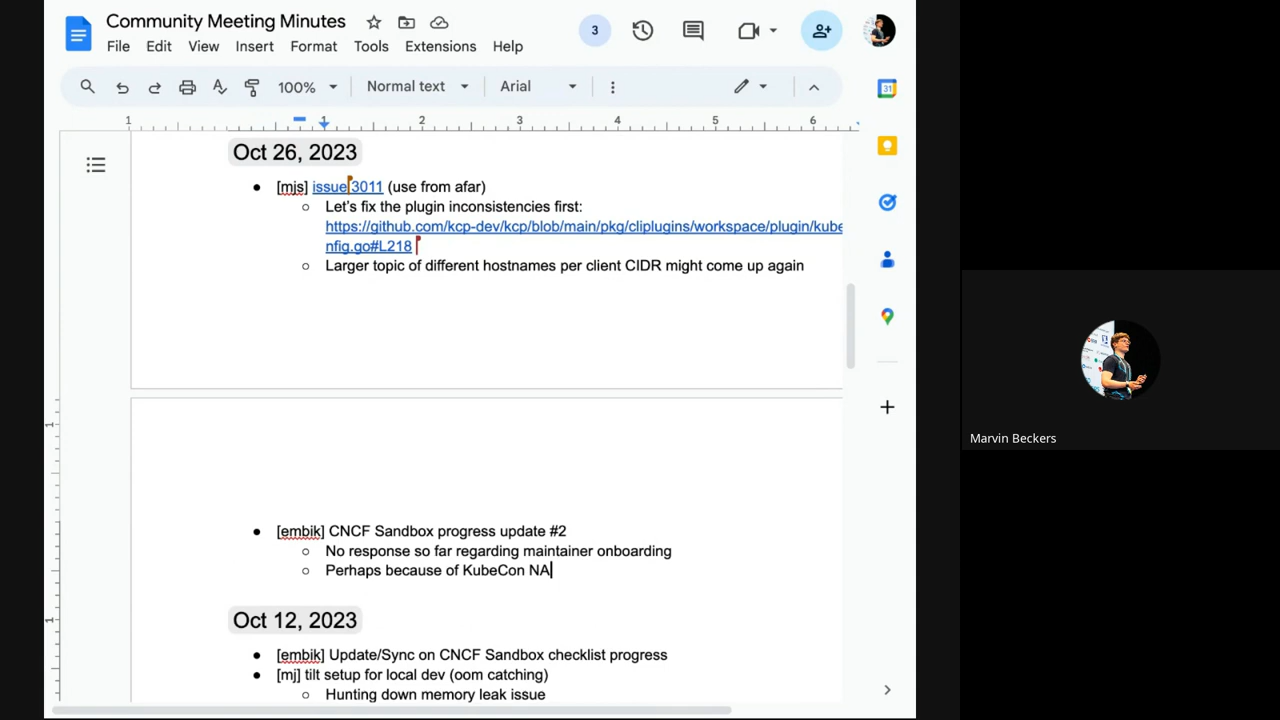 Community Meeting Minutes
3
File Edit View Insert Format Tools Extensions Help
100% Normal text Arial
31
1 1 2 3 4 5 6
Oct 26, 2023
● [mjs] issue 3011 (use from afar)
○ Let's fix the plugin inconsistencies first:
https://github.com/kcp-dev/kcp/blob/main/pkg/cliplugins/workspace/plugin/kube
nfig.go#L218
○ Larger topic of different hostnames per client CIDR might come up again
Marvin Beckers
1
● [embik] CNCF Sandbox progress update #2
○ No response so far regarding maintainer onboarding
○ Perhaps because of KubeCon NA
1
Oct 12, 2023
● [embik] Update/Sync on CNCF Sandbox checklist progress
● [mj] tilt setup for local dev (oom catching)
○ Hunting down memory leak issue